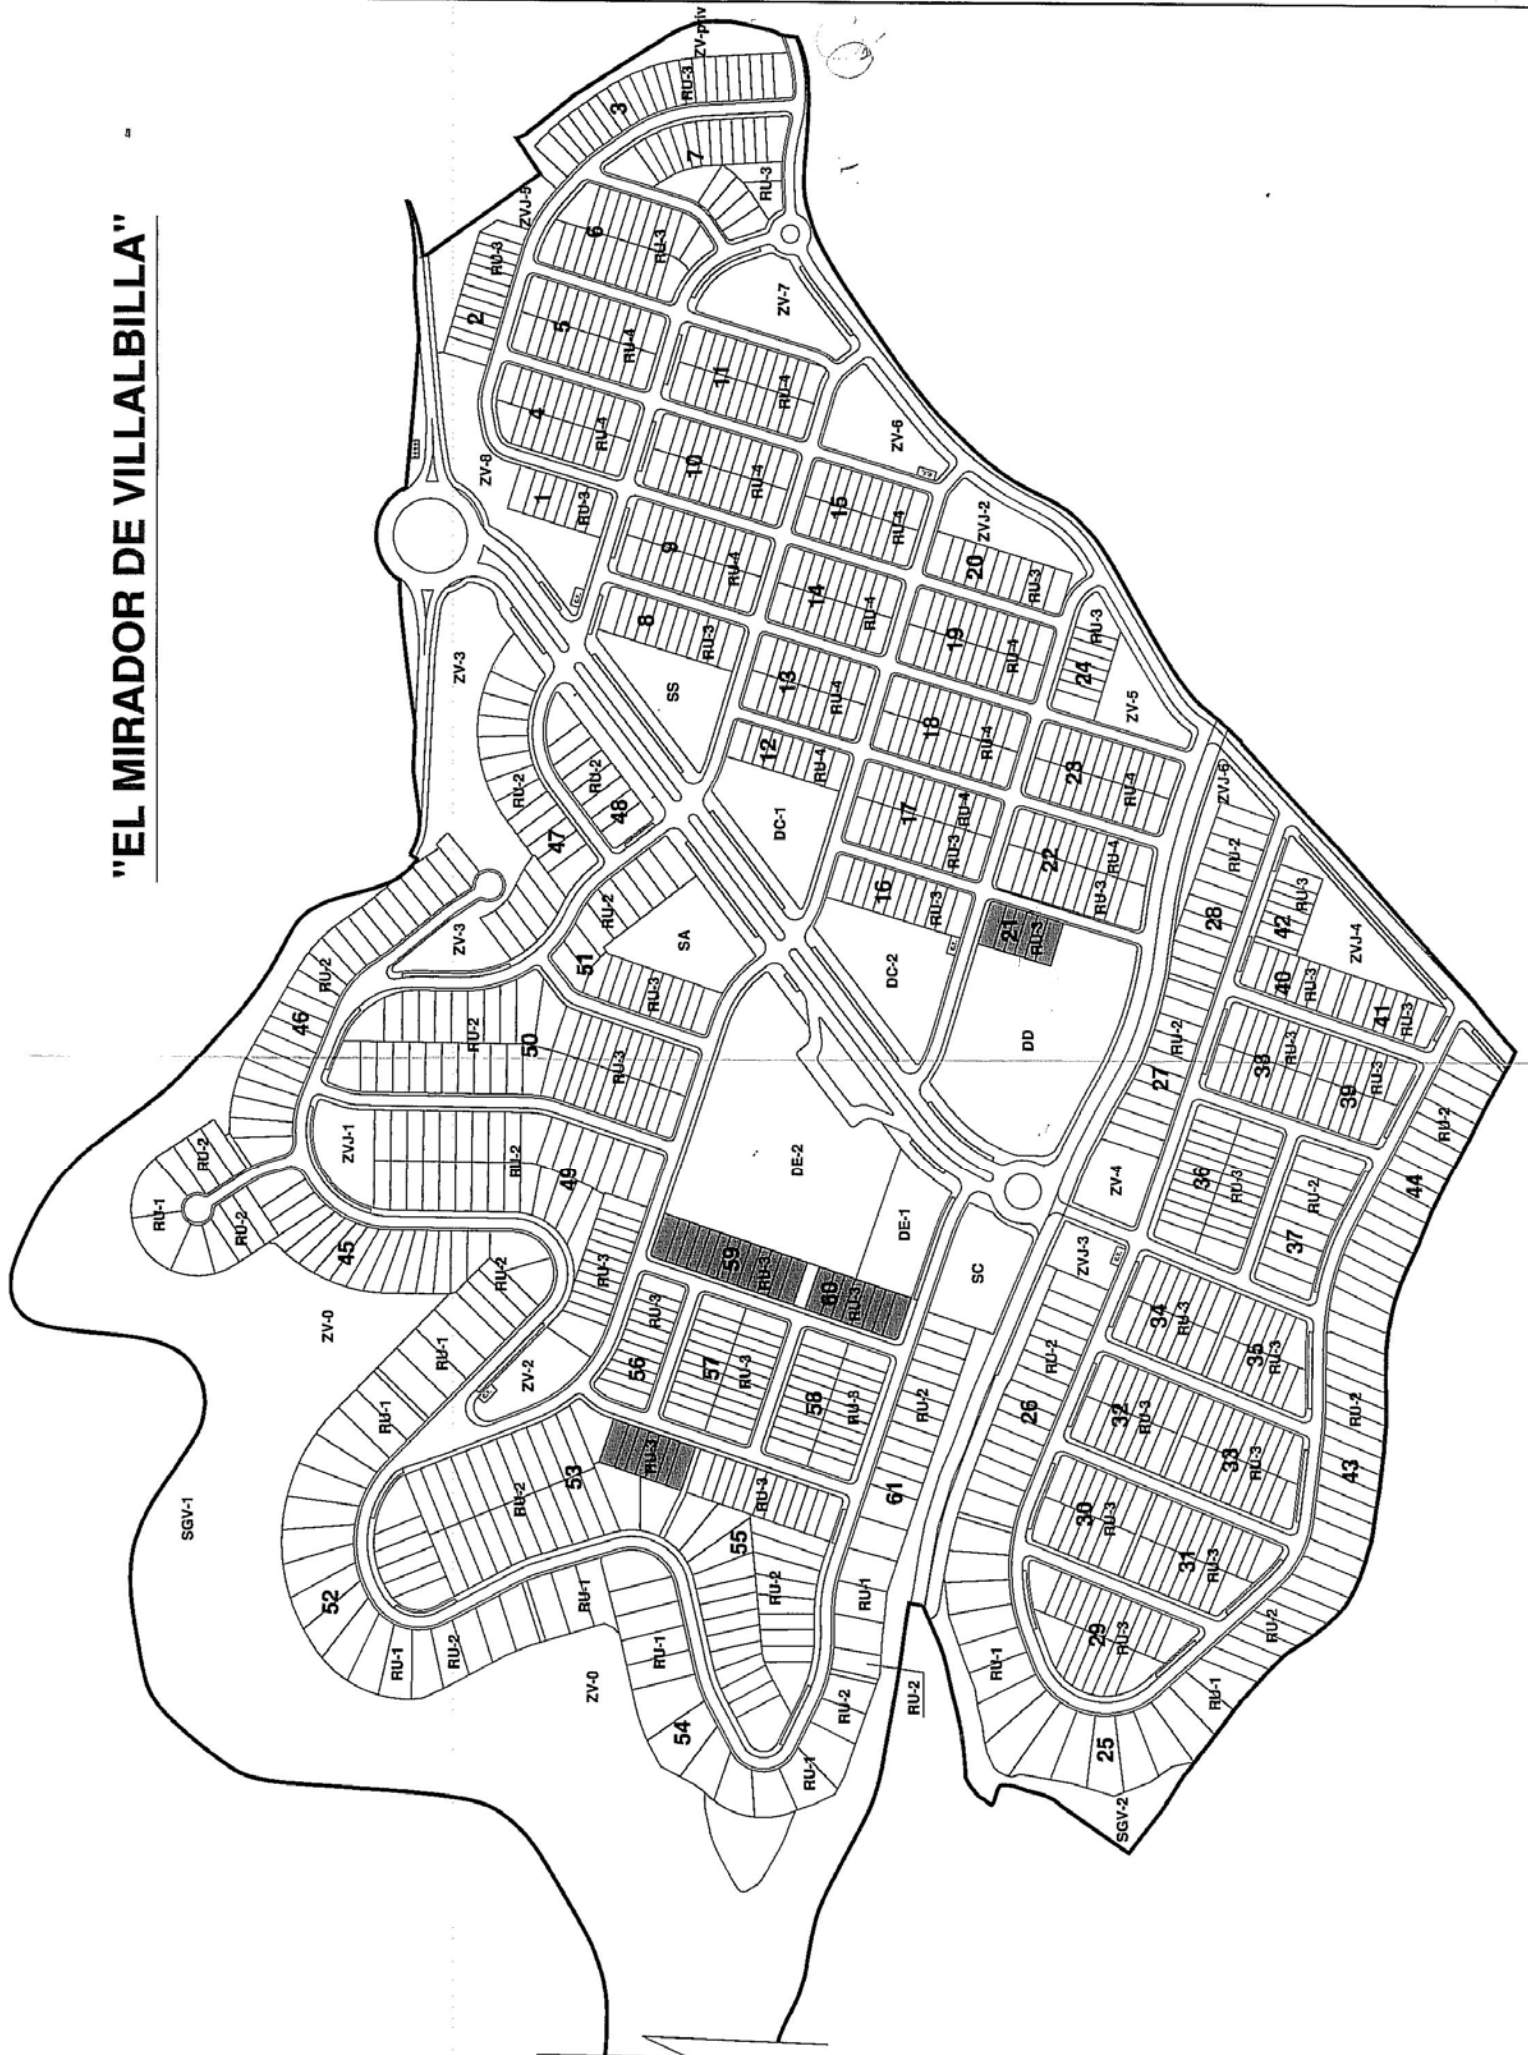 "EL MIRADOR DE VILLALBILLA"
SGV-1
RU-1
RU-2
RU-2
ZV-0
45
ZVJ-1
46
RU-2
52
RU-1
RU-1
RU-1
RU-2
RU-2
ZV-3
ZV-3
ZV-8
2
RU-3
ZVJ-5
49
RU-2
50
RU-2
RU-3
53
RU-2
ZV-2
RU-3
RU-1
ZV-0
47
RU-2
48
RU-2
51
RU-2
RU-3
SA
1
RU-3
4
RU-4
5
RU-4
6
RU-3
3
RU-3
ZV-priv
7
RU-3
54
RU-1
RU-1
RU-3
56
RU-3
57
RU-3
58
RU-3
59
RU-3
60
RU-3
DE-2
DE-1
55
RU-2
RU-3
RU-2
RU-2
RU-1
61
RU-2
SS
8
RU-3
9
RU-4
10
RU-4
11
RU-4
ZV-7
DC-1
12
RU-4
13
RU-4
14
RU-4
15
RU-4
ZV-6
DC-2
16
RU-3
17
RU-3
RU-4
18
RU-4
19
RU-4
20
RU-3
ZVJ-2
SC
DD
21
RU-3
22
RU-3
RU-4
23
RU-4
24
RU-3
ZV-5
SGV-2
25
RU-1
RU-1
26
RU-2
ZVJ-3
ZV-4
27
RU-2
28
RU-2
ZVJ-6
29
RU-3
30
RU-3
31
RU-3
32
RU-3
33
RU-3
34
RU-3
35
RU-3
36
RU-3
37
RU-2
38
RU-3
39
RU-3
40
RU-3
41
RU-3
42
RU-3
ZVJ-4
RU-2
43
RU-2
44
RU-2